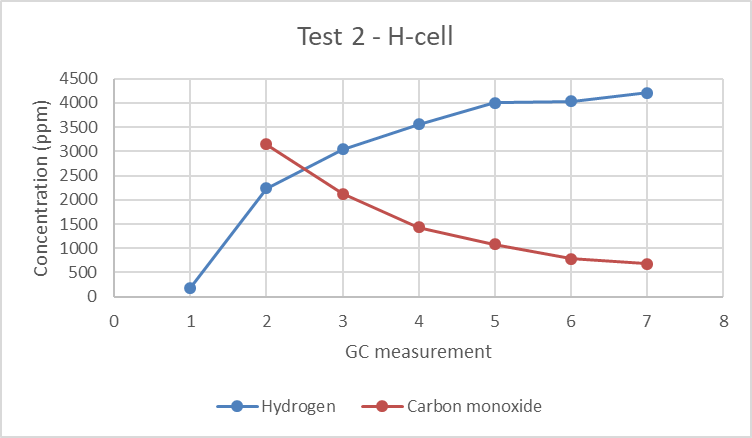 Test 2 - H-cell
4500
4000
3500
3000
2500
2000
1500
1000
500
0
Concentration (ppm)
0 1 2 3 4 5 6 7 8
GC measurement
Hydrogen Carbon monoxide